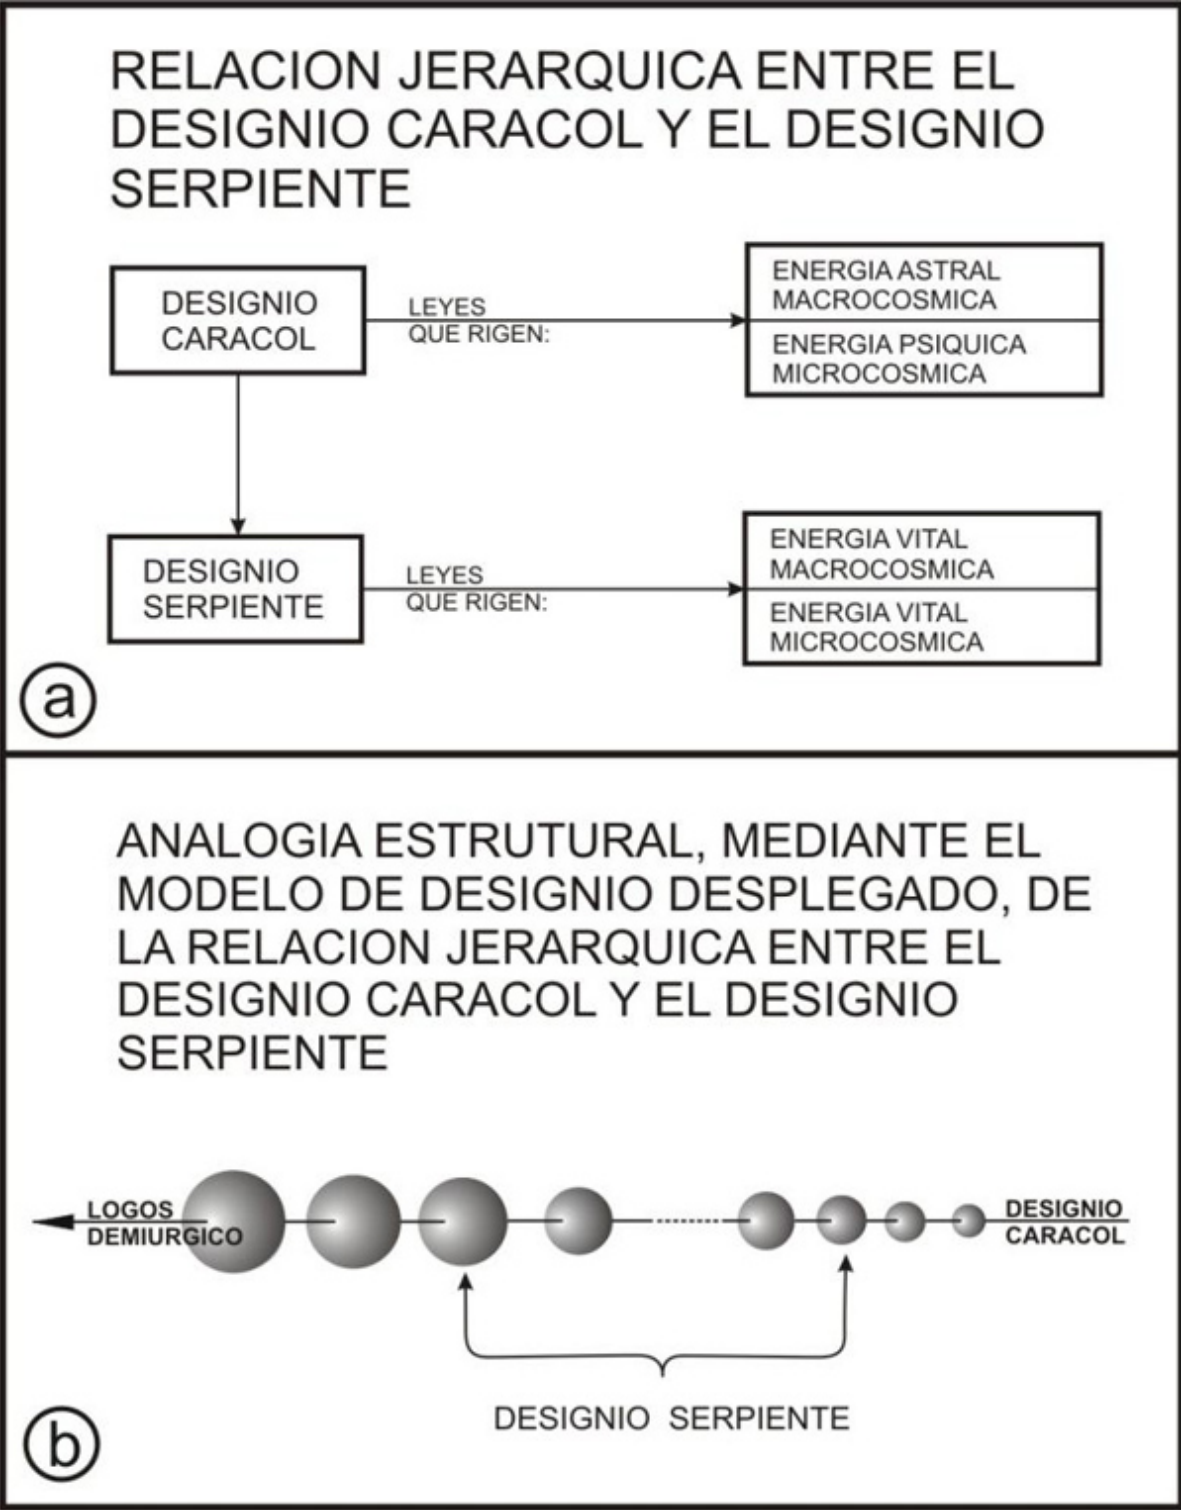 RELACION JERARQUICA ENTRE EL
DESIGNIO CARACOL Y EL DESIGNIO
SERPIENTE
DESIGNIO
CARACOL
LEYES
QUE RIGEN:
ENERGIA ASTRAL
MACROCOSMICA
ENERGIA PSIQUICA
MICROCOSMICA
DESIGNIO
SERPIENTE
LEYES
QUE RIGEN:
ENERGIA VITAL
MACROCOSMICA
ENERGIA VITAL
MICROCOSMICA
a
ANALOGIA ESTRUTURAL, MEDIANTE EL
MODELO DE DESIGNIO DESPLEGADO, DE
LA RELACION JERARQUICA ENTRE EL
DESIGNIO CARACOL Y EL DESIGNIO
SERPIENTE
LOGOS
DEMIURGICO
DESIGNIO
CARACOL
DESIGNIO SERPIENTE
b